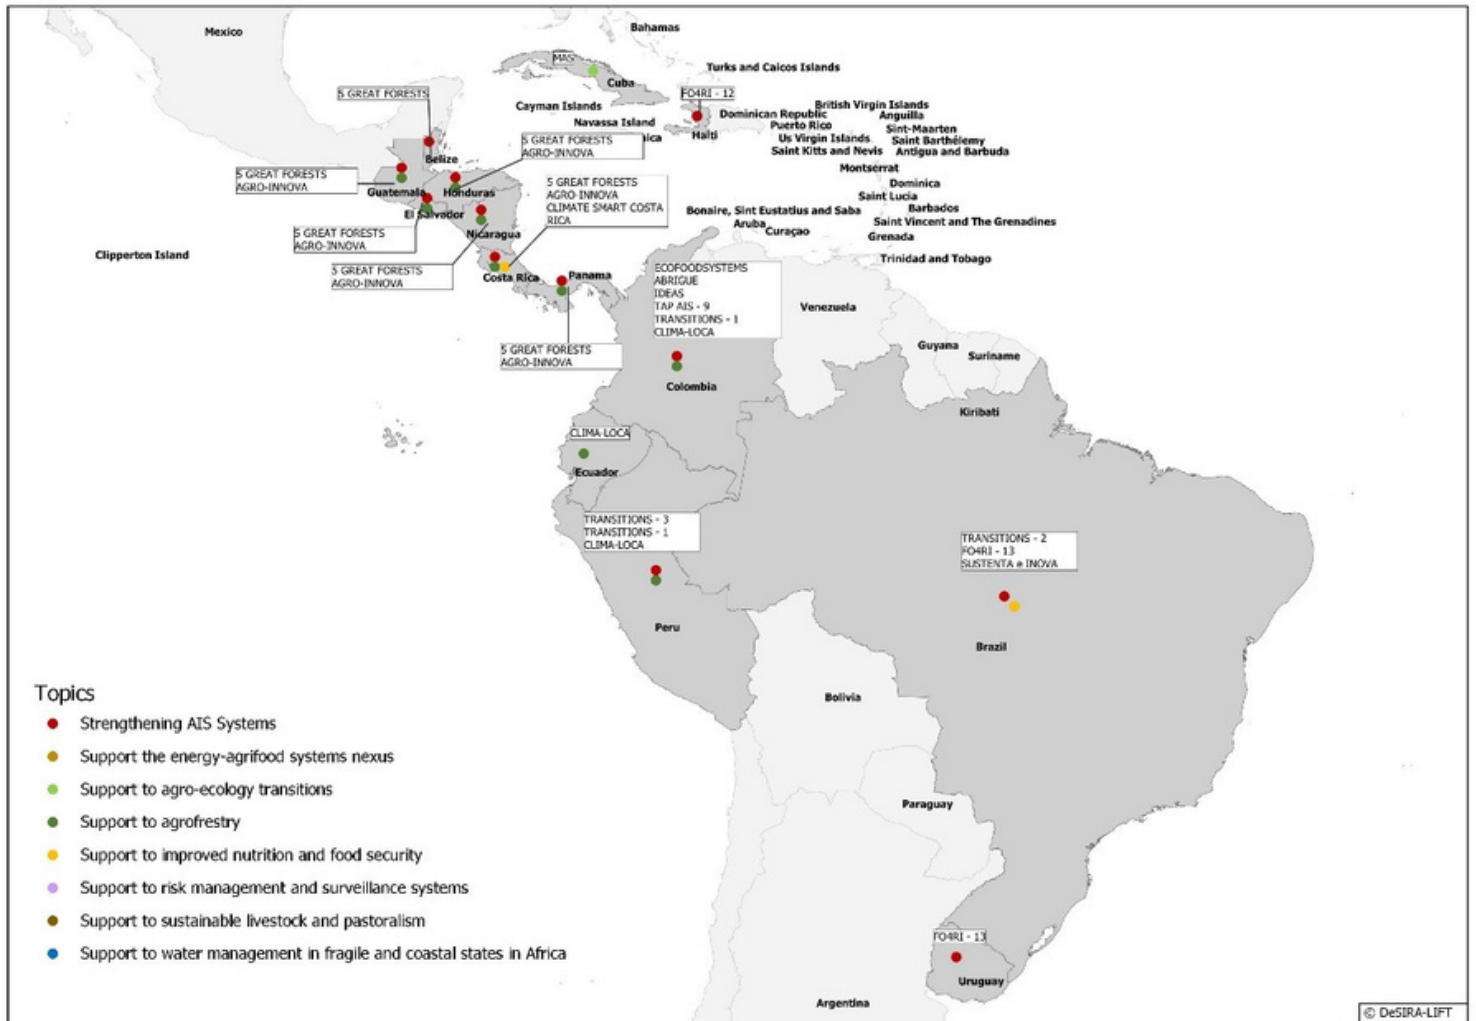 Mexico
Bahamas
MAS
Cuba
Turks and Caicos Islands
5 GREAT FORESTS
Cayman Islands
FO4RI - 12
British Virgin Islands
Navassa Island
Dominican Republic
Anguilla
Puerto Rico
Sint-Maarten
Haiti
ica
Us Virgin Islands
Saint Barthélemy
Saint Kitts and Nevis
Antigua and Barbuda
5 GREAT FORESTS
AGRO-INNOVA
Belize
Montserrat
5 GREAT FORESTS
AGRO-INNOVA
Guatemala
Honduras
5 GREAT FORESTS
AGRO-INNOVA
CLIMATE SMART COSTA
RICA
Dominica
Saint Lucia
El Salvador
Bonaire, Sint Eustatius and Saba
Barbados
Aruba
Saint Vincent and The Grenadines
Curaçao
Nicaragua
5 GREAT FORESTS
AGRO-INNOVA
Grenada
Clipperton Island
Trinidad and Tobago
5 GREAT FORESTS
AGRO-INNOVA
Costa Rica
Panama
ECOFOODSYSTEMS
ABRIGUE
IDEAS
TAP AIS - 9
TRANSITIONS - 1
CLIMA-LOCA
Venezuela
5 GREAT FORESTS
AGRO-INNOVA
Guyana
Suriname
Colombia
Kiribati
CLIMA-LOCA
Ecuador
TRANSITIONS - 3
TRANSITIONS - 1
CLIMA-LOCA
TRANSITIONS - 2
FO4RI - 13
SUSTENTA e INOVA
Peru
Brazil
Bolivia
Paraguay
FO4RI - 13
Uruguay
Argentina
Topics
Strengthening AIS Systems
Support the energy-agrifood systems nexus
Support to agro-ecology transitions
Support to agrofrestry
Support to improved nutrition and food security
Support to risk management and surveillance systems
Support to sustainable livestock and pastoralism
Support to water management in fragile and coastal states in Africa
© DeSIRA-LIFT